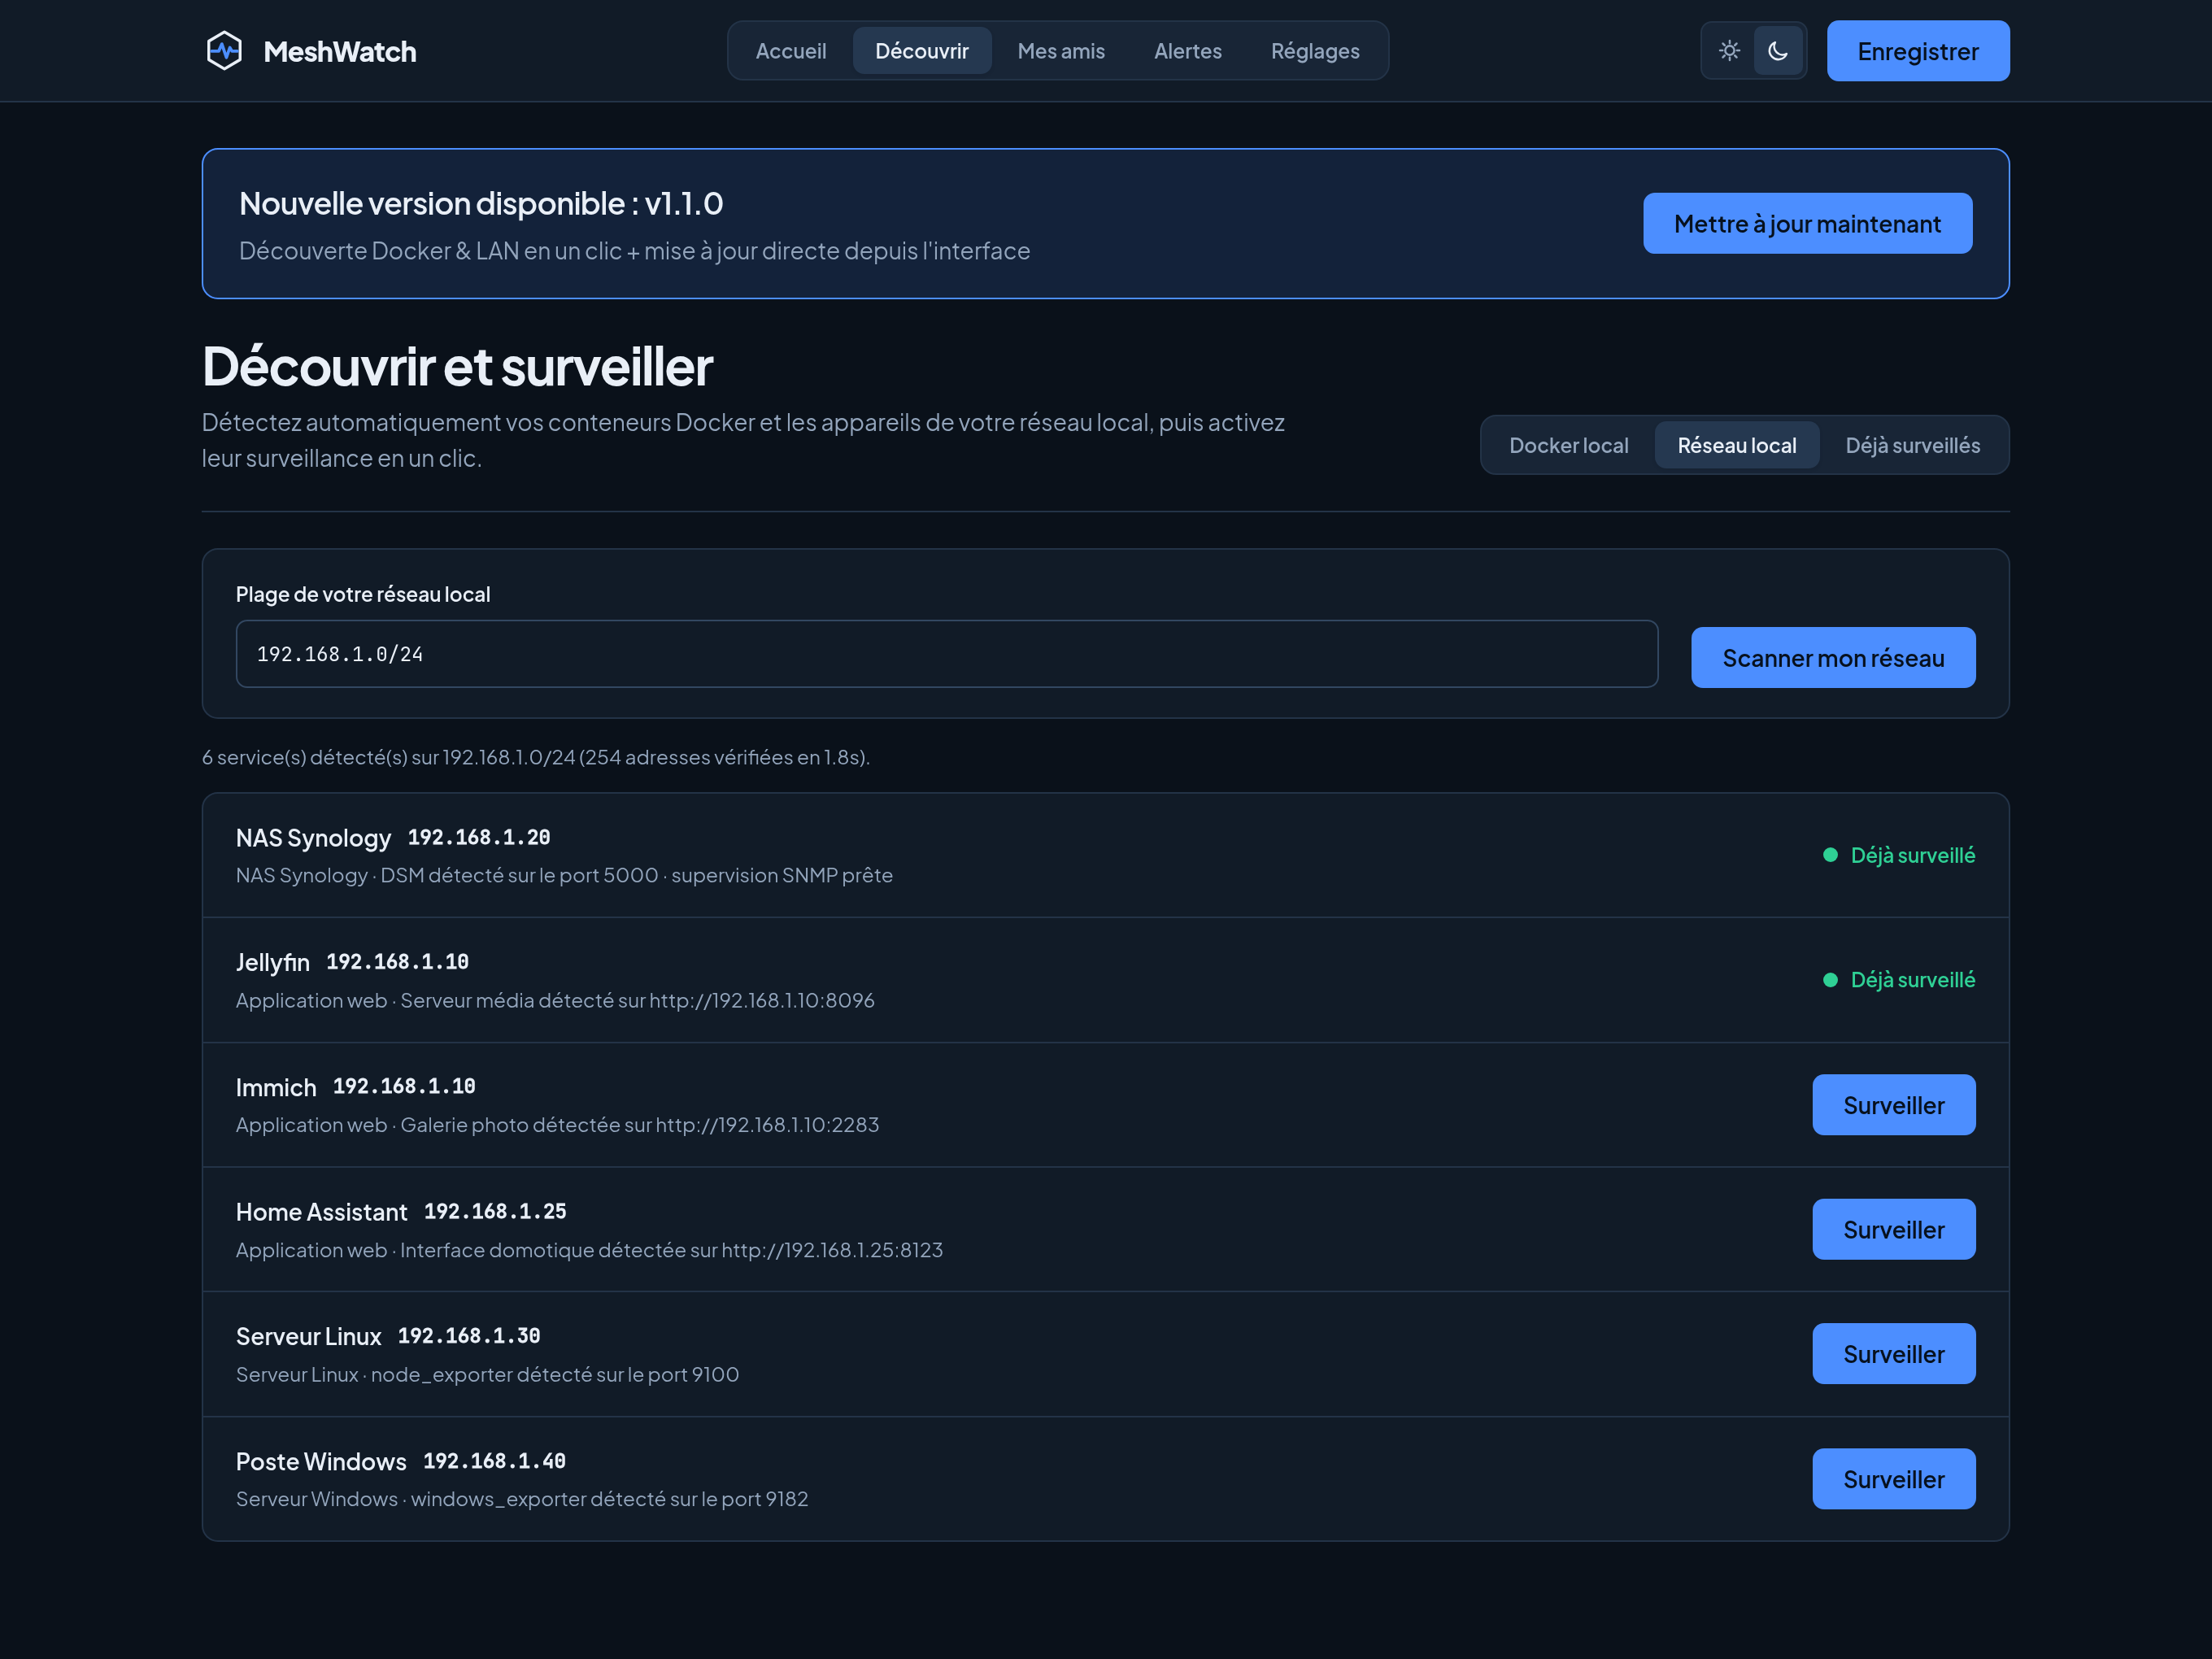 MeshWatch
Accueil
Découvrir
Mes amis
Alertes
Réglages
Enregistrer
Nouvelle version disponible : v1.1.0
Découverte Docker & LAN en un clic + mise à jour directe depuis l'interface
Mettre à jour maintenant
Découvrir et surveiller
Détectez automatiquement vos conteneurs Docker et les appareils de votre réseau local, puis activez
leur surveillance en un clic.
Docker local
Réseau local
Déjà surveillés
Plage de votre réseau local
192.168.1.0/24
Scanner mon réseau
6 service(s) détecté(s) sur 192.168.1.0/24 (254 adresses vérifiées en 1.8s).
NAS Synology 192.168.1.20
NAS Synology · DSM détecté sur le port 5000 · supervision SNMP prête
Déjà surveillé
Jellyfin 192.168.1.10
Application web · Serveur média détecté sur http://192.168.1.10:8096
Déjà surveillé
Immich 192.168.1.10
Application web · Galerie photo détectée sur http://192.168.1.10:2283
Surveiller
Home Assistant 192.168.1.25
Application web · Interface domotique détectée sur http://192.168.1.25:8123
Surveiller
Serveur Linux 192.168.1.30
Serveur Linux · node_exporter détecté sur le port 9100
Surveiller
Poste Windows 192.168.1.40
Serveur Windows · windows_exporter détecté sur le port 9182
Surveiller